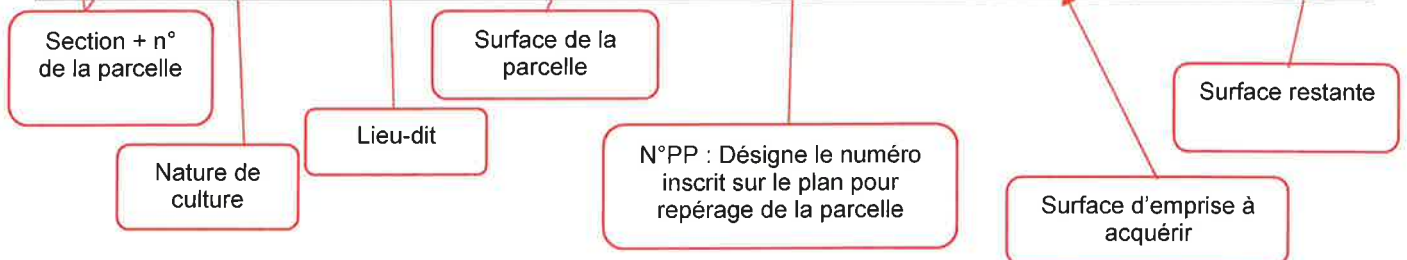 Section + n°
de la parcelle
Nature de
culture
Lieu-dit
Surface de la
parcelle
N°PP : Désigne le numéro
inscrit sur le plan pour
repérage de la parcelle
Surface d'emprise à
acquérir
Surface restante